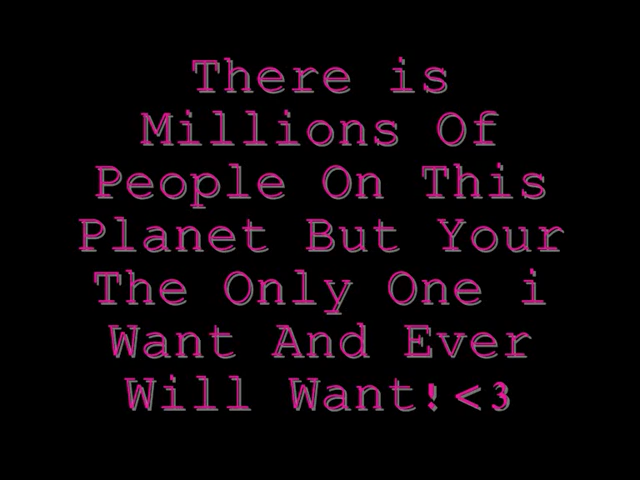 There is
Millions Of
People On This
Planet But Your
The Only One i
Want And Ever
Will Want!<3